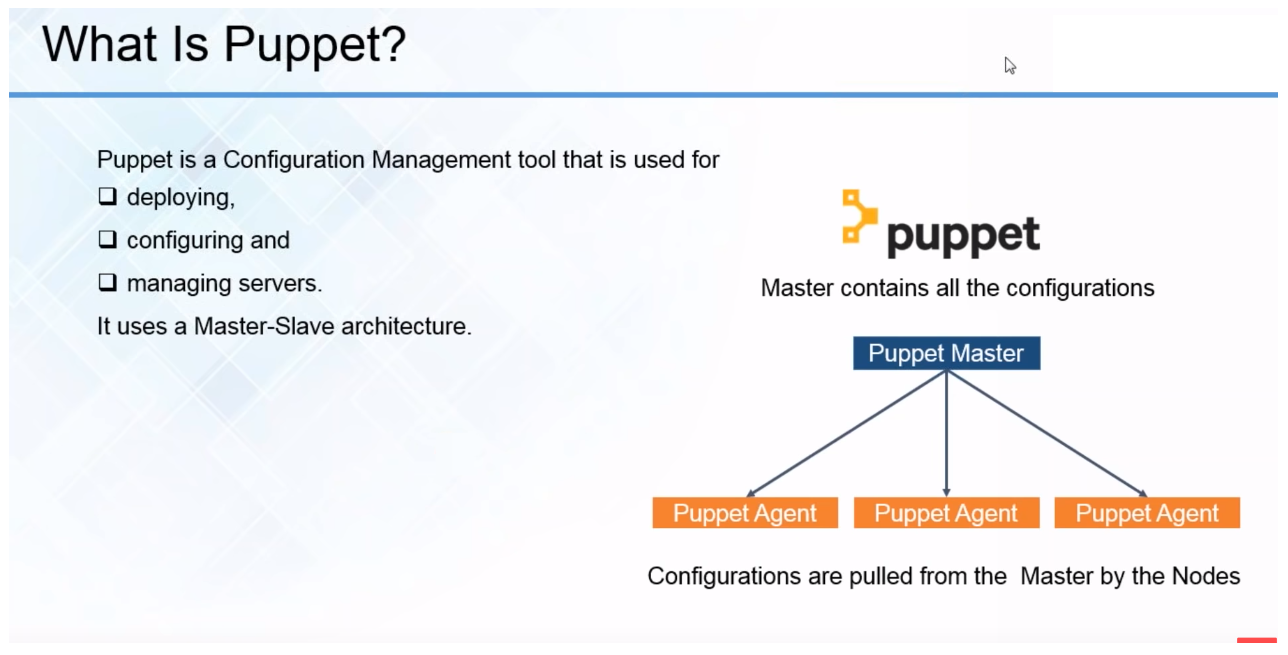 What Is Puppet?
Puppet is a Configuration Management tool that is used for
❑ deploying,
❑ configuring and
❑ managing servers.
It uses a Master-Slave architecture.
puppet
Master contains all the configurations
Puppet Master
Puppet Agent Puppet Agent Puppet Agent
Configurations are pulled from the Master by the Nodes